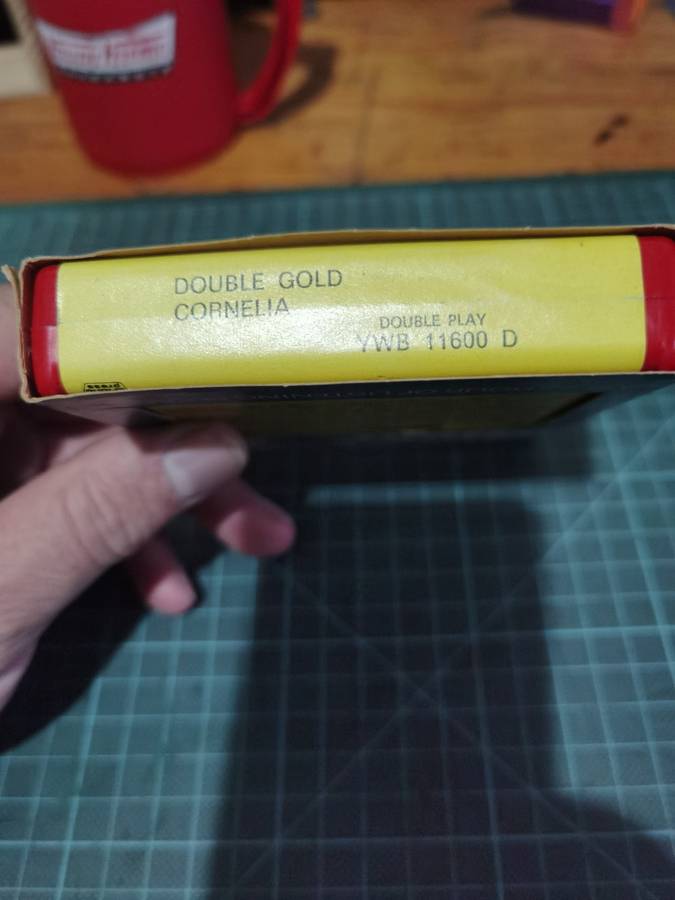 DOUBLE GOLD
CORNELIA
DOUBLE PLAY
YWB 11600 D